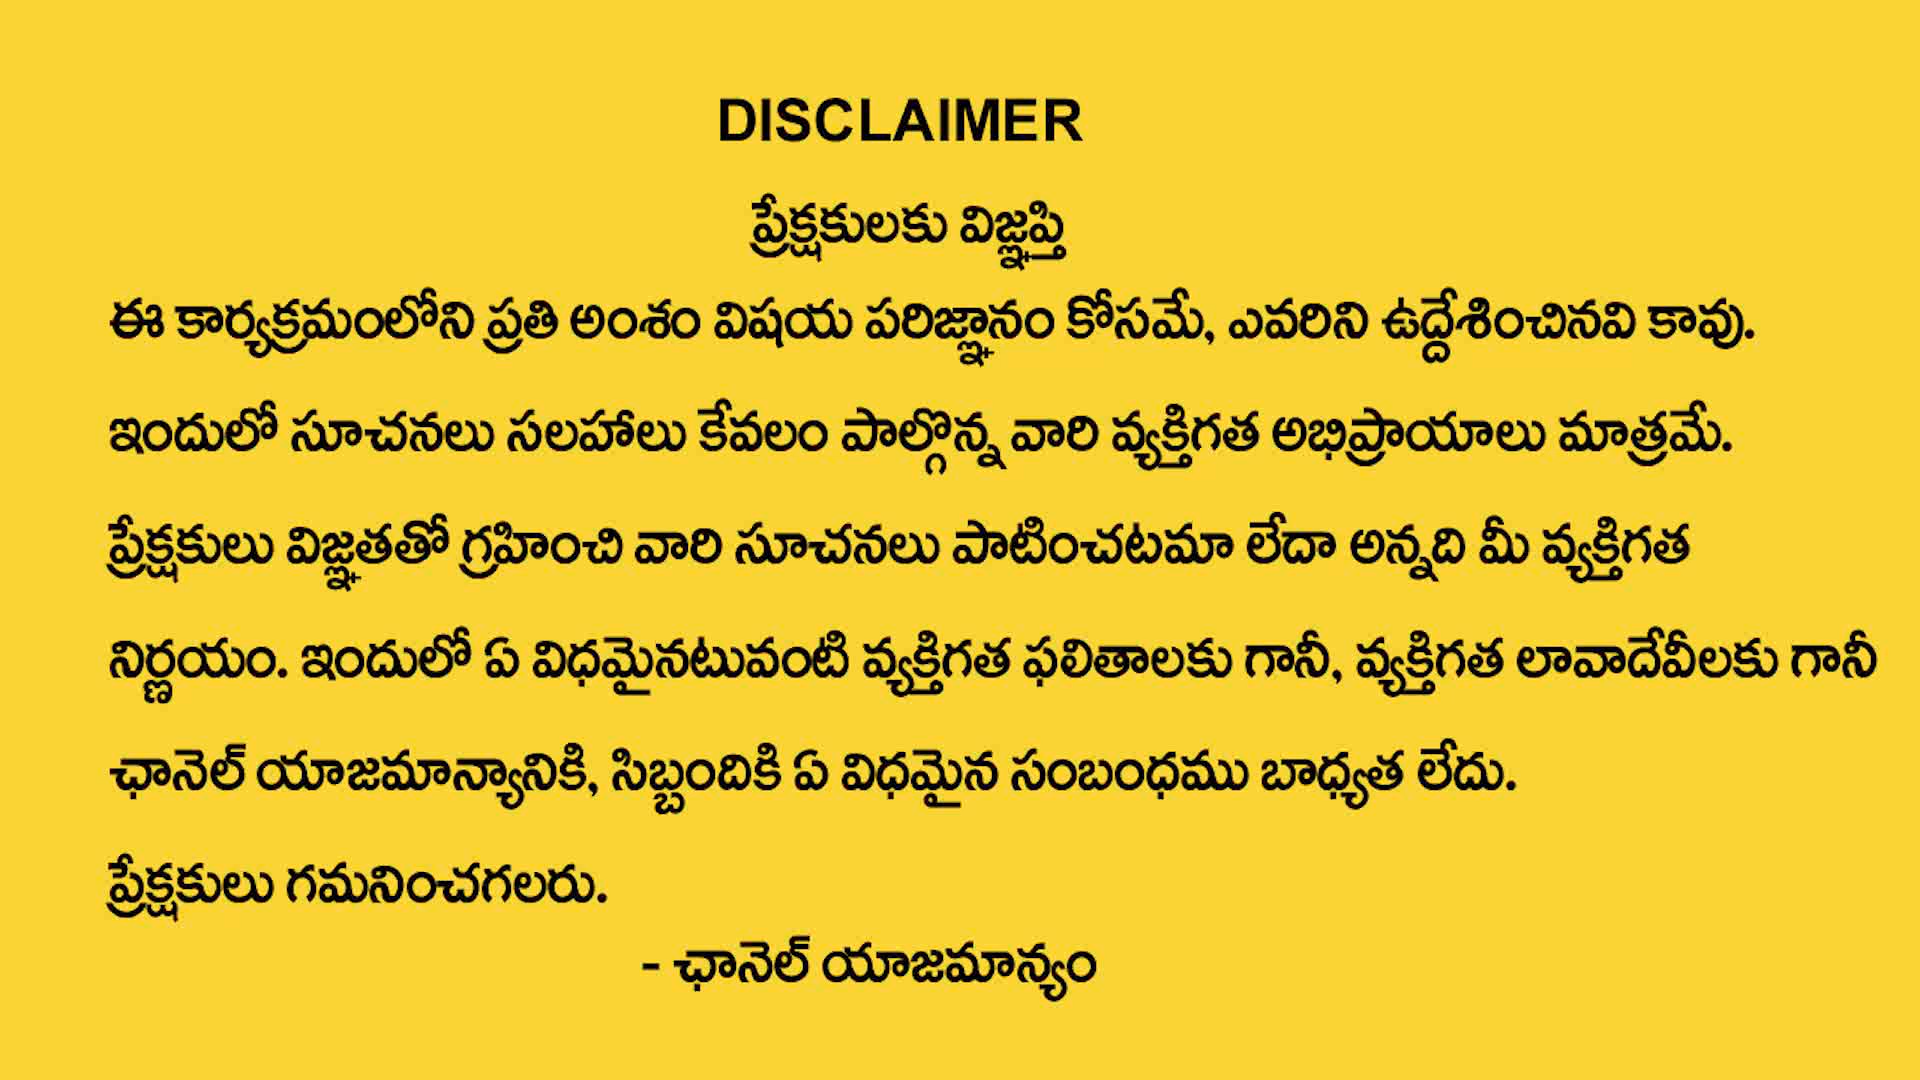 DISCLAIMER
ప్రేక్షకులకు విజ్ఞప్తి
ఈ కార్యక్రమంలోని ప్రతి అంశం విషయ పరిజ్ఞానం కోసమే, ఎవరిని ఉద్దేశించినవి కావు.
ఇందులో సూచనలు సలహాలు కేవలం పాల్గొన్న వారి వ్యక్తిగత అభిప్రాయాలు మాత్రమే.
ప్రేక్షకులు విజ్ఞతతో గ్రహించి వారి సూచనలు పాటించటమా లేదా అన్నది మీ వ్యక్తిగత
నిర్ణయం. ఇందులో ఏ విధమైనటువంటి వ్యక్తిగత ఫలితాలకు గానీ, వ్యక్తిగత లావాదేవీలకు గానీ
ఛానెల్ యాజమాన్యానికి, సిబ్బందికి ఏ విధమైన సంబంధము బాధ్యత లేదు.
ప్రేక్షకులు గమనించగలరు.
- ఛానెల్ యాజమాన్యం